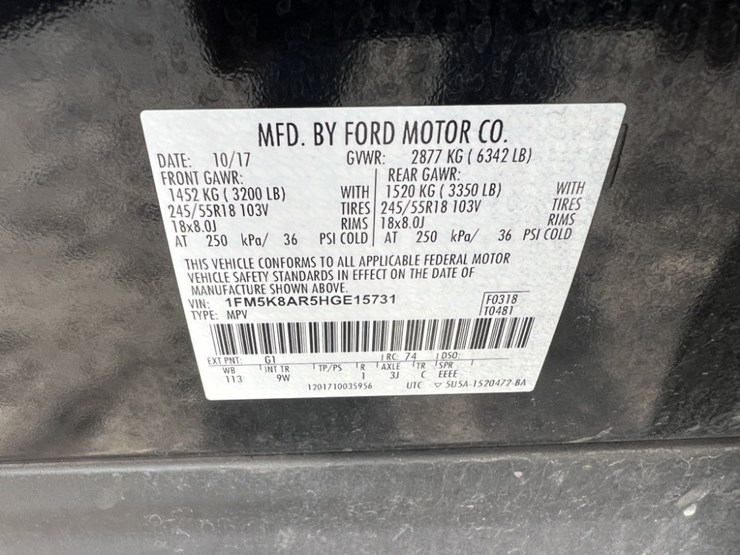 MFD. BY FORD MOTOR CO.
DATE: 10/17 GVWR: 2877 KG ( 6342 LB)
FRONT GAWR: REAR GAWR:
1452 KG ( 3200 LB) WITH 1520 KG ( 3350 LB) WITH
245/55R18 103V TIRES 245/55R18 103V TIRES
18x8.0J RIMS 18x8.0J RIMS
AT 250 kPa/ 36 PSI COLD AT 250 kPa/ 36 PSI COLD
THIS VEHICLE CONFORMS TO ALL APPLICABLE FEDERAL MOTOR
VEHICLE SAFETY STANDARDS IN EFFECT ON THE DATE OF
MANUFACTURE SHOWN ABOVE.
VIN: 1FM5K8AR5HGE15731 F0318
TYPE: MPV T0481
EXT PNT: G1 RC: 74 DSO:
WB INT TR TP/PS R AXLE TR SPR
113 9W 1 3J C EEEE
1201710035956 UTC ▽ 5U5A-1520472-BA